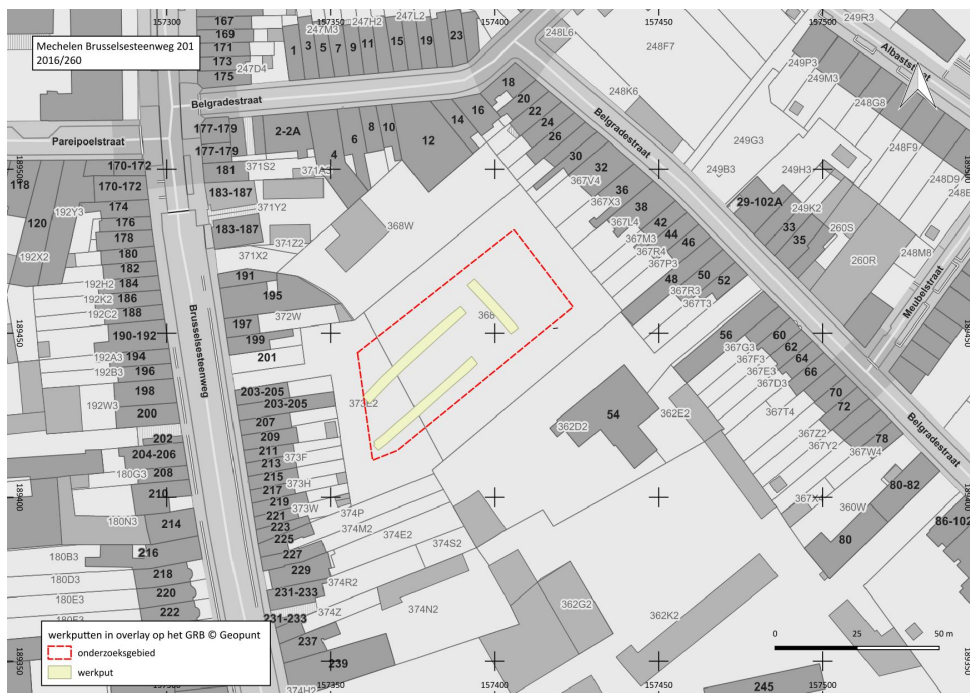 157300
157350
157400
157450
157500
Mechelen Brusselsesteenweg 201
2016/260
167
169
171
173
175
247M3
247H2
247L2
247D4
1
3
5
7
9
11
15
19
23
248L6
248F7
249R3
Albaststraat
249P3
249M3
248G8
Belgradestraat
Pareipoelstraat
177-179
177-179
181
183-187
183-187
2-2A
4
6
8
10
12
14
16
18
20
22
24
26
30
32
36
38
42
44
46
48
50
52
248K6
Belgradestraat
249G3
249B3
249H3
248F9
248D9
189500
189500
170-172
170-172
118
120
192Y3
192X2
174
176
178
180
182
184
186
188
190-192
194
196
198
200
202
204-206
208
210
214
216
218
220
222
192H2
192K2
192C2
192A3
192B3
192W3
180G3
180N3
180B3
180D3
180E3
371S2
371A3
371Y2
371Z2
371X2
368W
367V4
367X3
367L4
367M3
367R4
367P3
367R3
367T3
29-102A
33
35
249K2
260S
260R
248M8
Meubelstraat
191
195
197
199
201
372W
189450
189450
Brusselsesteenweg
203-205
203-205
207
209
211
213
215
217
219
221
223
225
227
229
231-233
231-233
237
239
373F
373H
373W
374P
374M2
374E2
374S2
374R2
374Z
374N2
374H2
54
362D2
362E2
56
60
62
64
66
70
72
78
80-82
80
367G3
367F3
367E3
367D3
367T4
367Z2
367Y2
367W4
367X4
360W
Belgradestraat
189400
189400
362G2
362K2
245
werkputten in overlay op het GRB © Geopunt
onderzoeksgebied
werkput
0
25
50 m
189350
189350